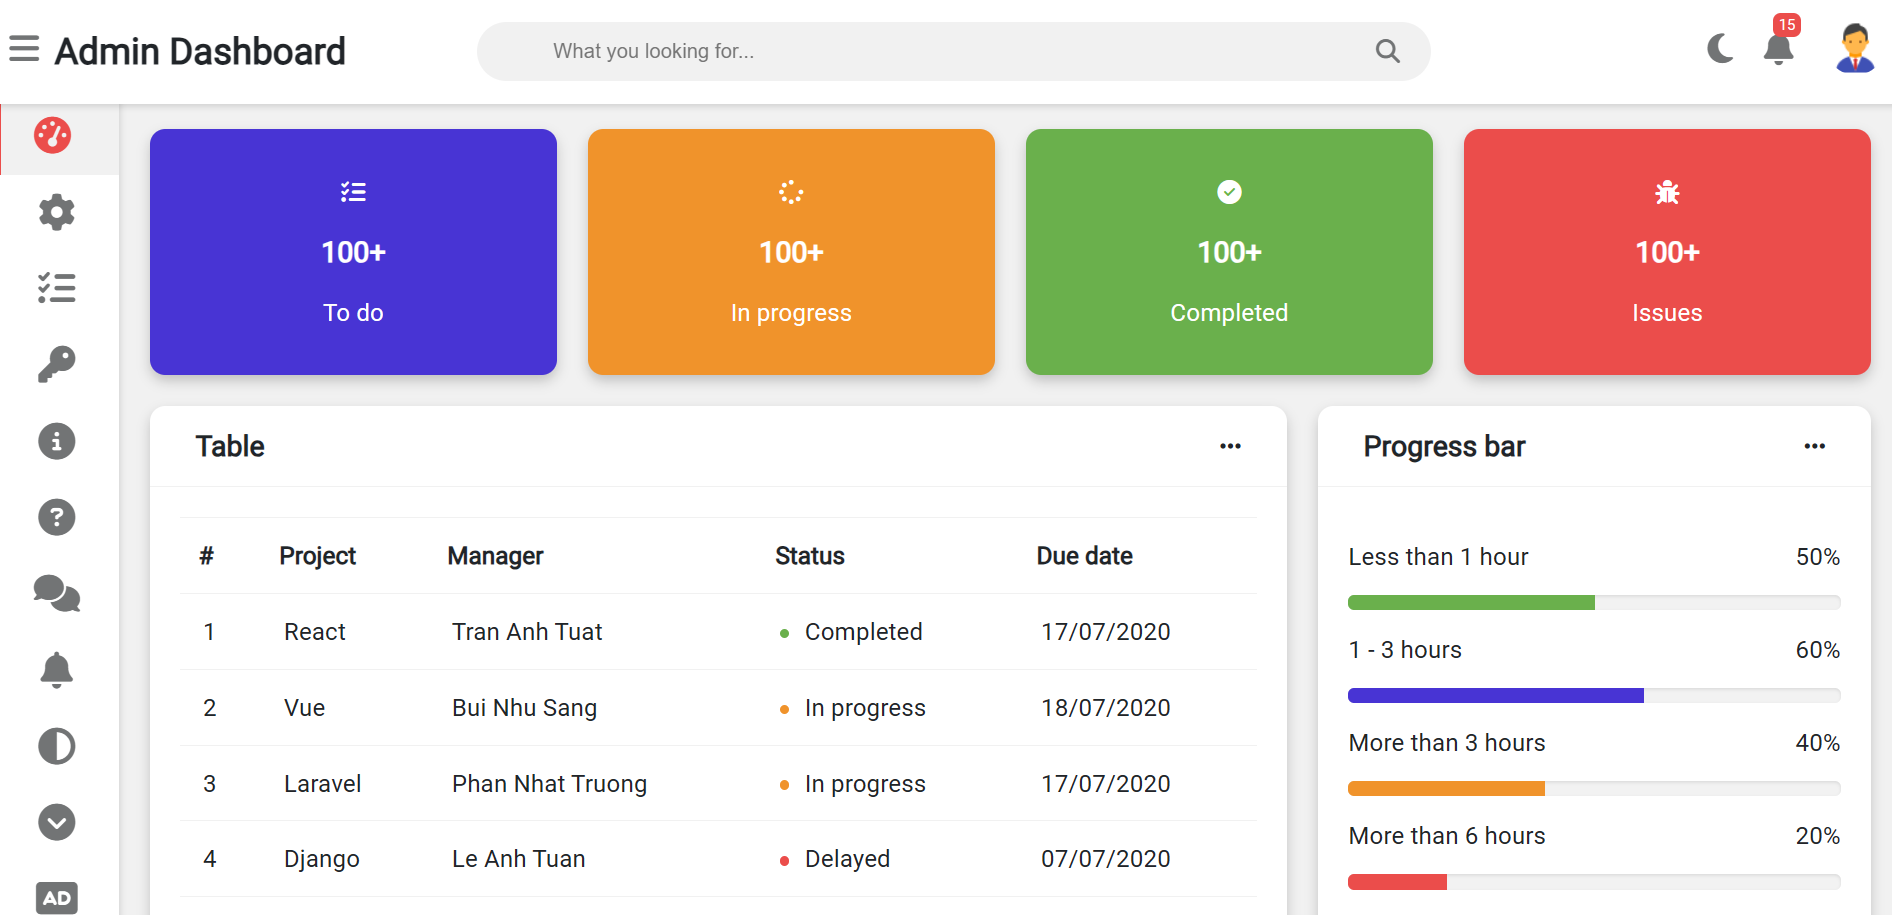 Admin Dashboard
What you looking for...
15
100+
To do
100+
In progress
100+
Completed
100+
Issues
Table
# Project Manager Status Due date
1 React Tran Anh Tuat Completed 17/07/2020
2 Vue Bui Nhu Sang In progress 18/07/2020
3 Laravel Phan Nhat Truong In progress 17/07/2020
4 Django Le Anh Tuan Delayed 07/07/2020
Progress bar
Less than 1 hour 50%
1 - 3 hours 60%
More than 3 hours 40%
More than 6 hours 20%
AD